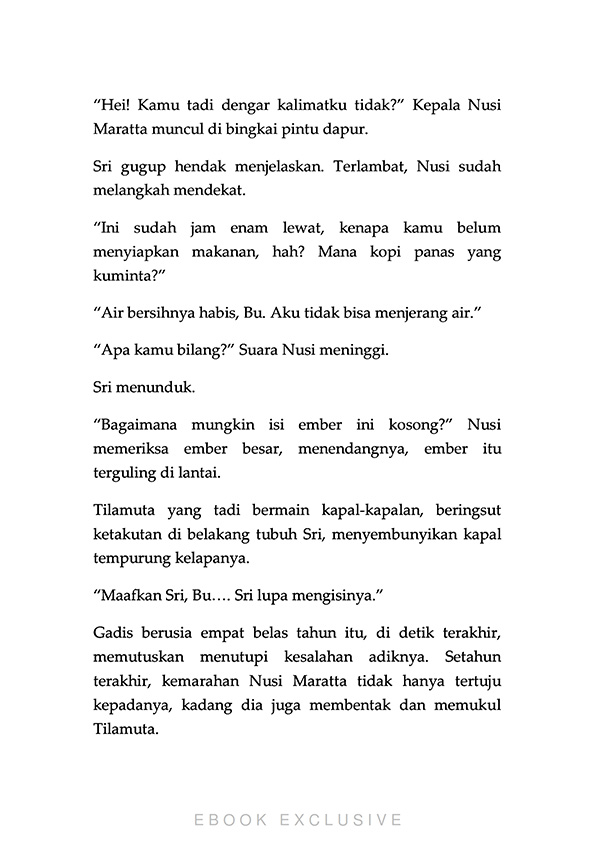 “Hei! Kamu tadi dengar kalimatku tidak?” Kepala Nusi
Maratta muncul di bingkai pintu dapur.
Sri gugup hendak menjelaskan. Terlambat, Nusi sudah
melangkah mendekat.
“Ini sudah jam enam lewat, kenapa kamu belum
menyiapkan makanan, hah? Mana kopi panas yang
kuminta?”
“Air bersihnya habis, Bu. Aku tidak bisa menjerang air.”
“Apa kamu bilang?” Suara Nusi meninggi.
Sri menunduk.
“Bagaimana mungkin isi ember ini kosong?” Nusi
memeriksa ember besar, menendangnya, ember itu
terguling di lantai.
Tilamuta yang tadi bermain kapal-kapalan, beringsut
ketakutan di belakang tubuh Sri, menyembunyikan kapal
tempurung kelapanya.
“Maafkan Sri, Bu…. Sri lupa mengisinya.”
Gadis berusia empat belas tahun itu, di detik terakhir,
memutuskan menutupi kesalahan adiknya. Setahun
terakhir, kemarahan Nusi Maratta tidak hanya tertuju
kepadanya, kadang dia juga membentak dan memukul
Tilamuta.
EBOOK EXCLUSIVE